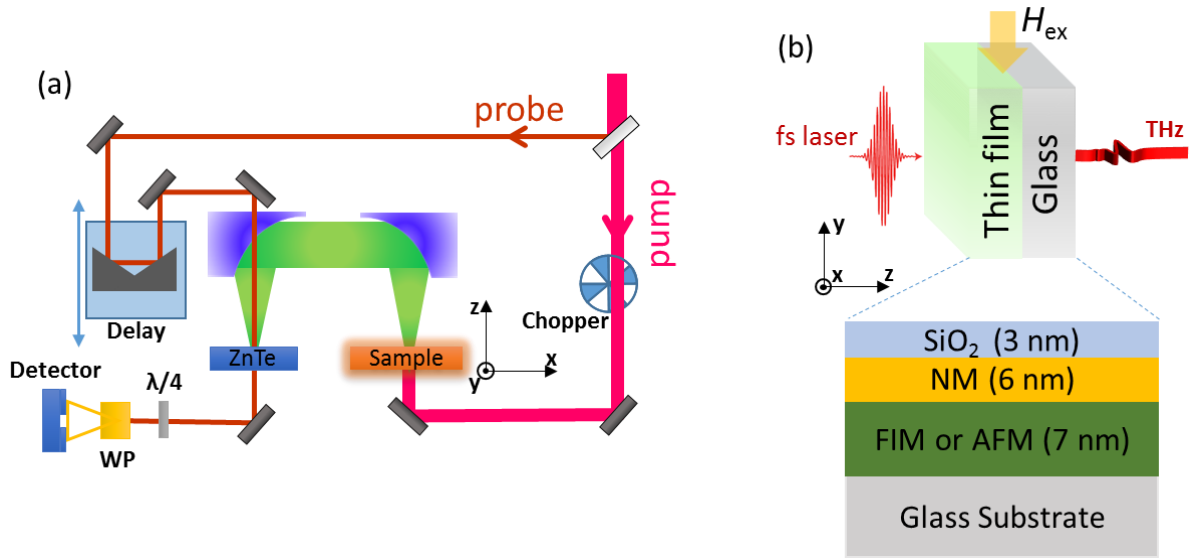 (a)
probe
pump
Chopper
Delay
Detector
λ/4
WP
ZnTe
Sample
z
x
y
(b)
Hex
fs laser
Thin film
Glass
THz
y
x
z
SiO₂ (3 nm)
NM (6 nm)
FIM or AFM (7 nm)
Glass Substrate